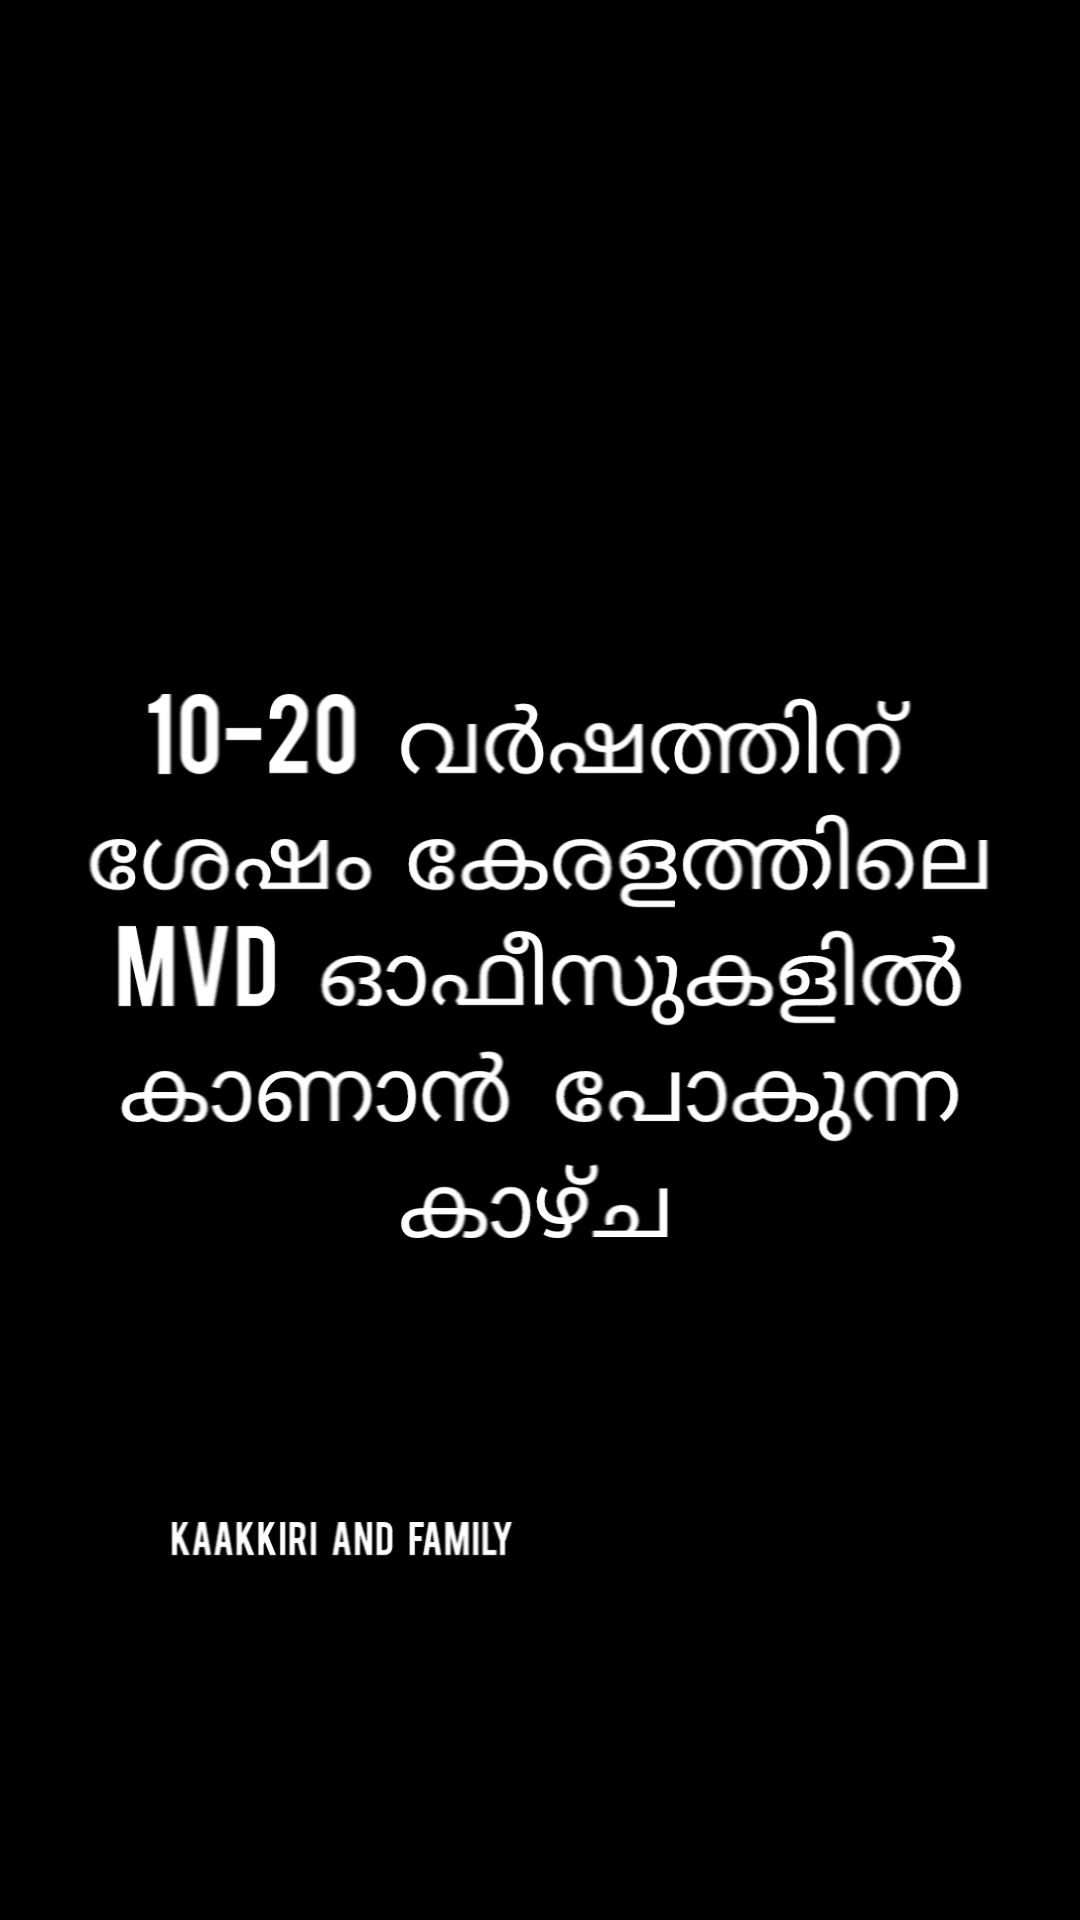 10-20 വർഷത്തിന്
ശേഷം കേരളത്തിലെ
MVD ഓഫീസുകളിൽ
കാണാൻ പോകുന്ന
കാഴ്ച
KAAKKIRI AND FAMILY